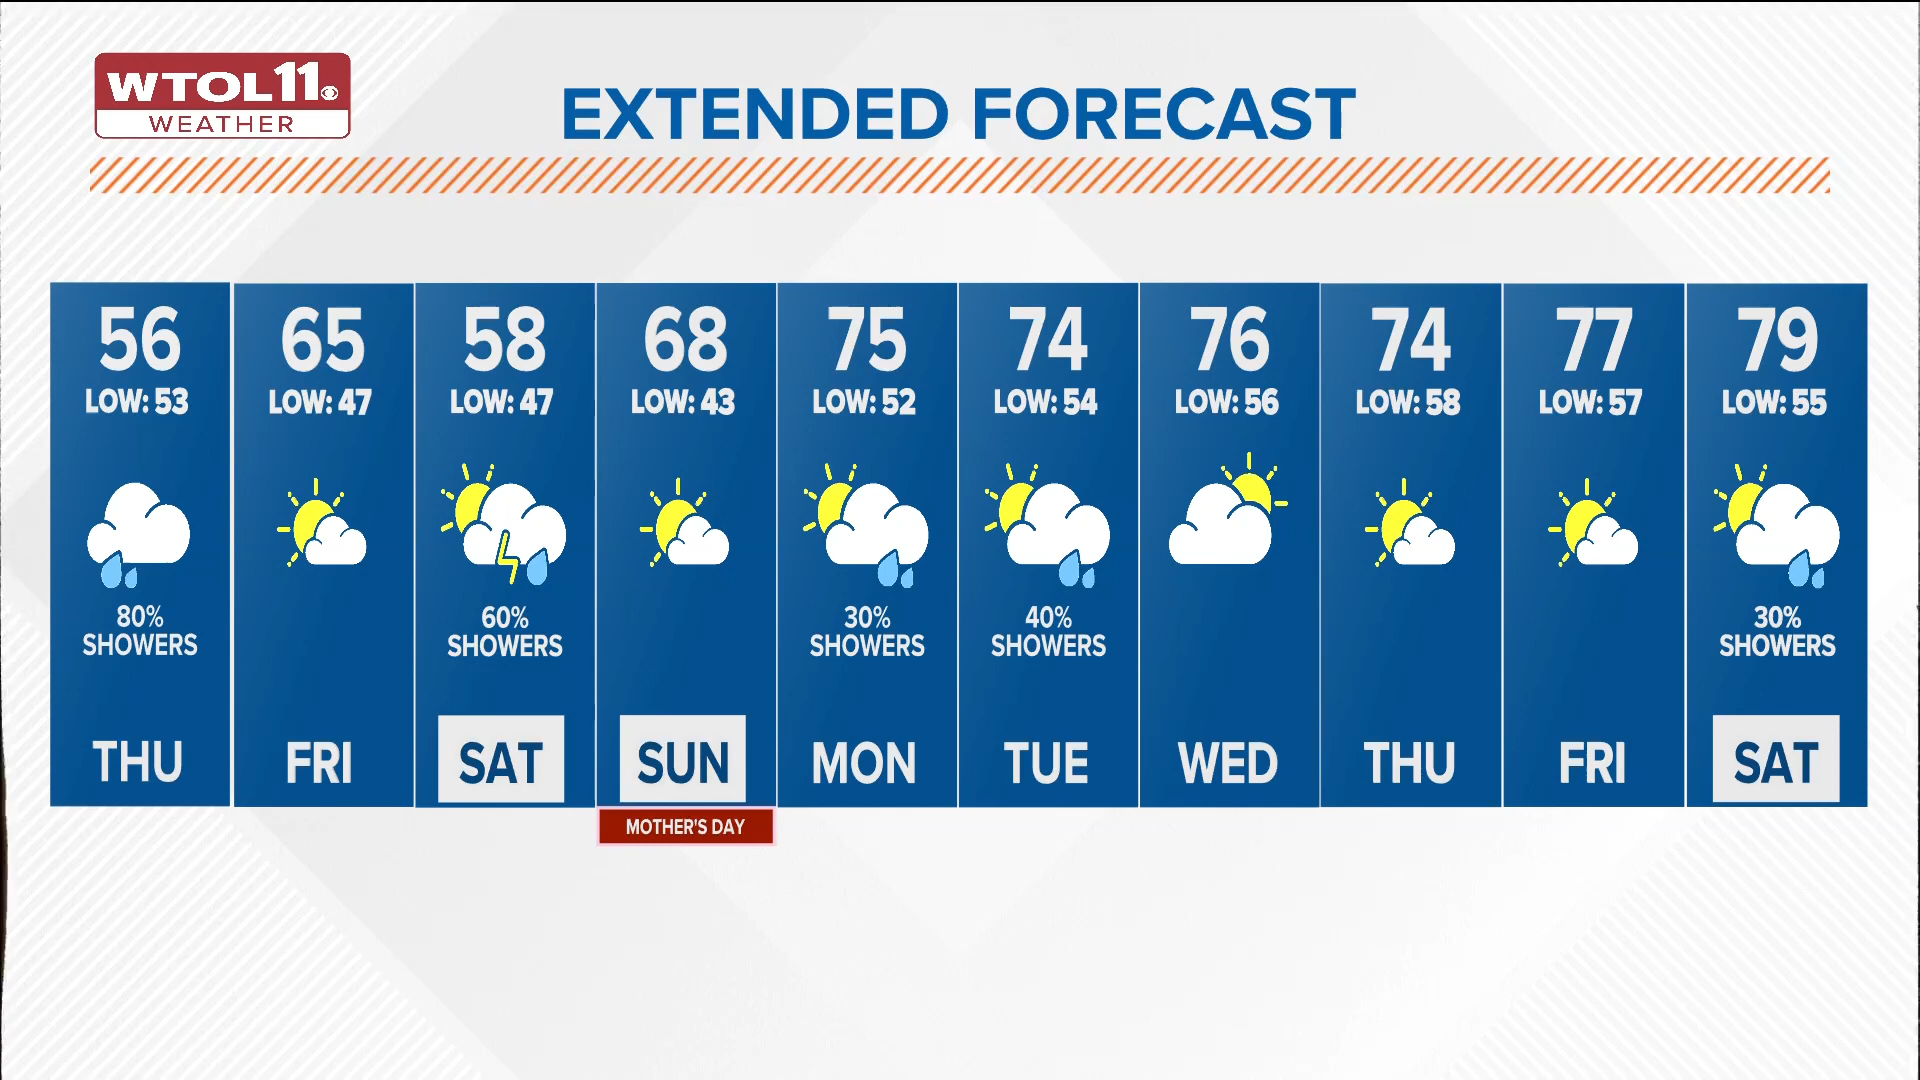 WTOL 11
WEATHER
EXTENDED FORECAST
56
LOW: 53
80%
SHOWERS
THU
65
LOW: 47
FRI
58
LOW: 47
60%
SHOWERS
SAT
68
LOW: 43
SUN
MOTHER'S DAY
75
LOW: 52
30%
SHOWERS
MON
74
LOW: 54
40%
SHOWERS
TUE
76
LOW: 56
WED
74
LOW: 58
THU
77
LOW: 57
FRI
79
LOW: 55
30%
SHOWERS
SAT